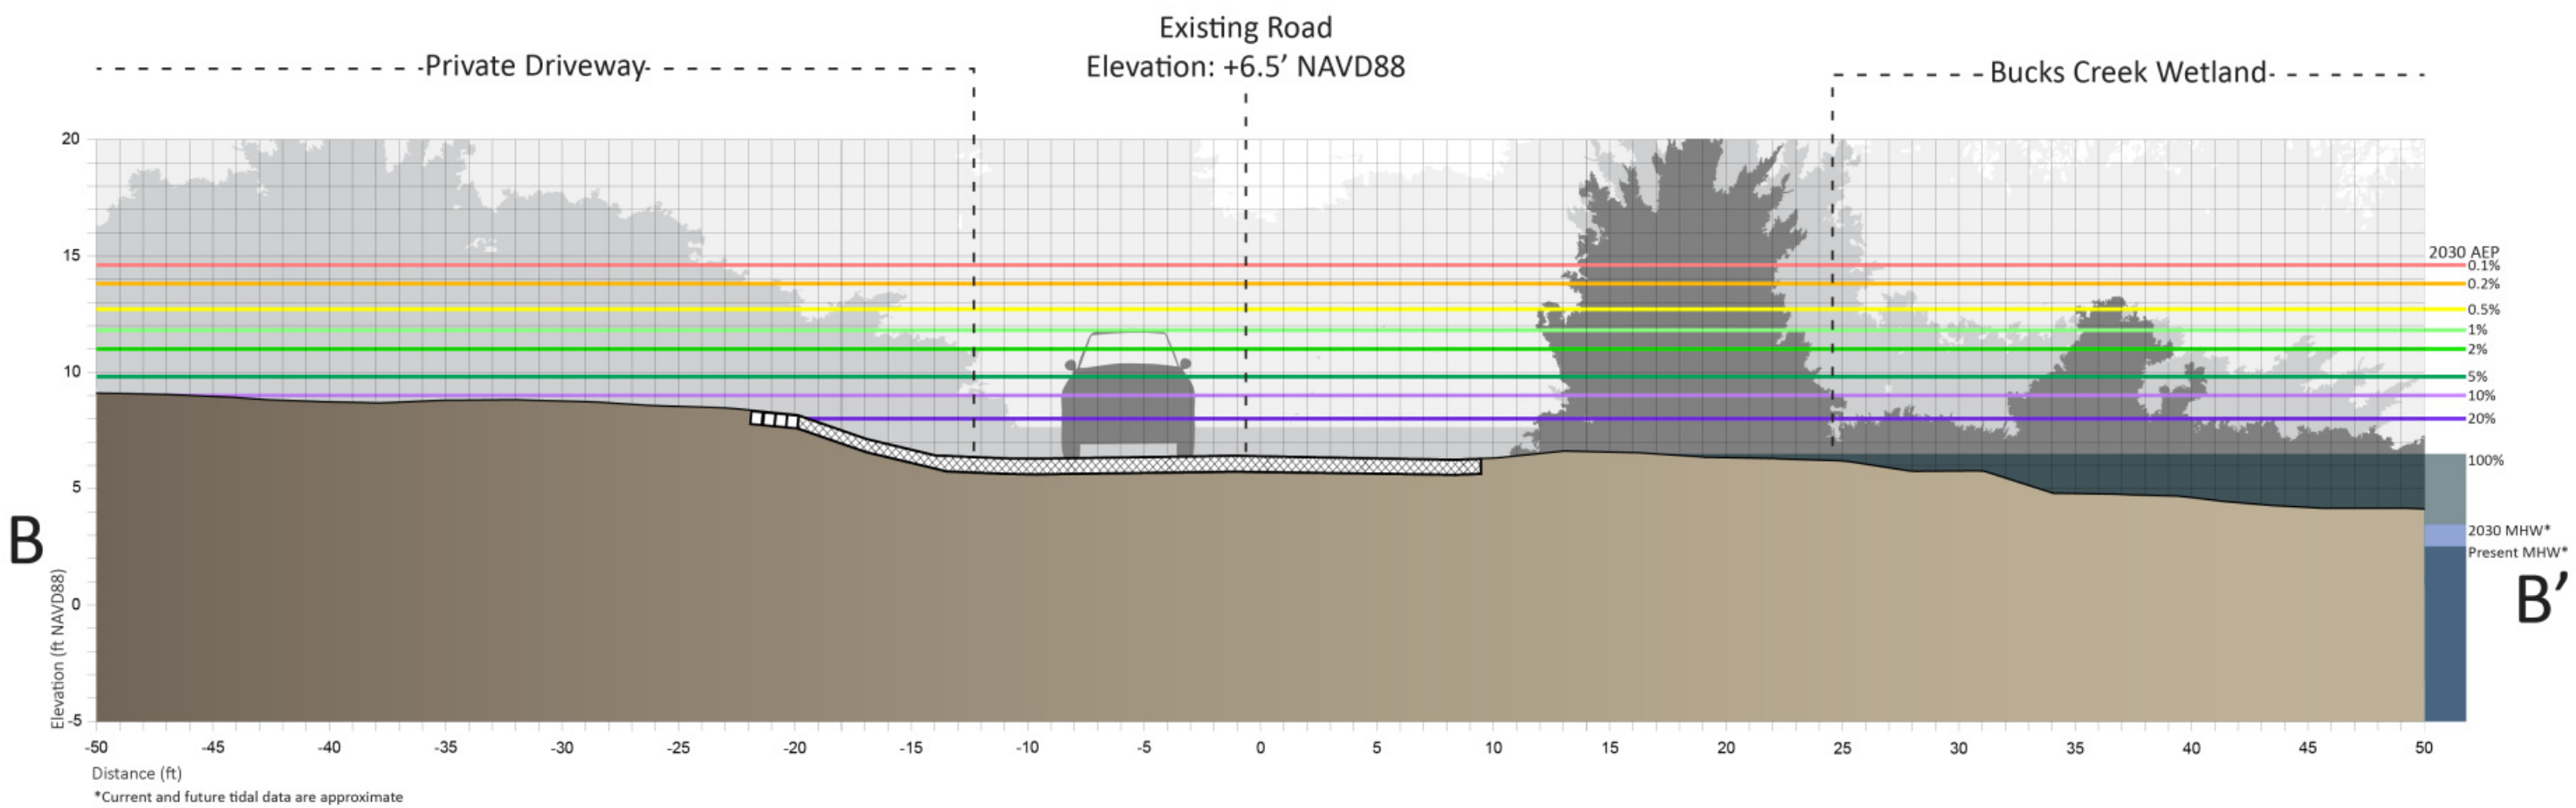 Existing Road
Elevation: +6.5’ NAVD88
Private Driveway
Bucks Creek Wetland
20
15
10
5
0
-5
Elevation (ft NAVD88)
2030 AEP
0.1%
0.2%
0.5%
1%
2%
5%
10%
20%
100%
2030 MHW*
Present MHW*
B
B’
-50 -45 -40 -35 -30 -25 -20 -15 -10 -5 0 5 10 15 20 25 30 35 40 45 50
Distance (ft)
*Current and future tidal data are approximate